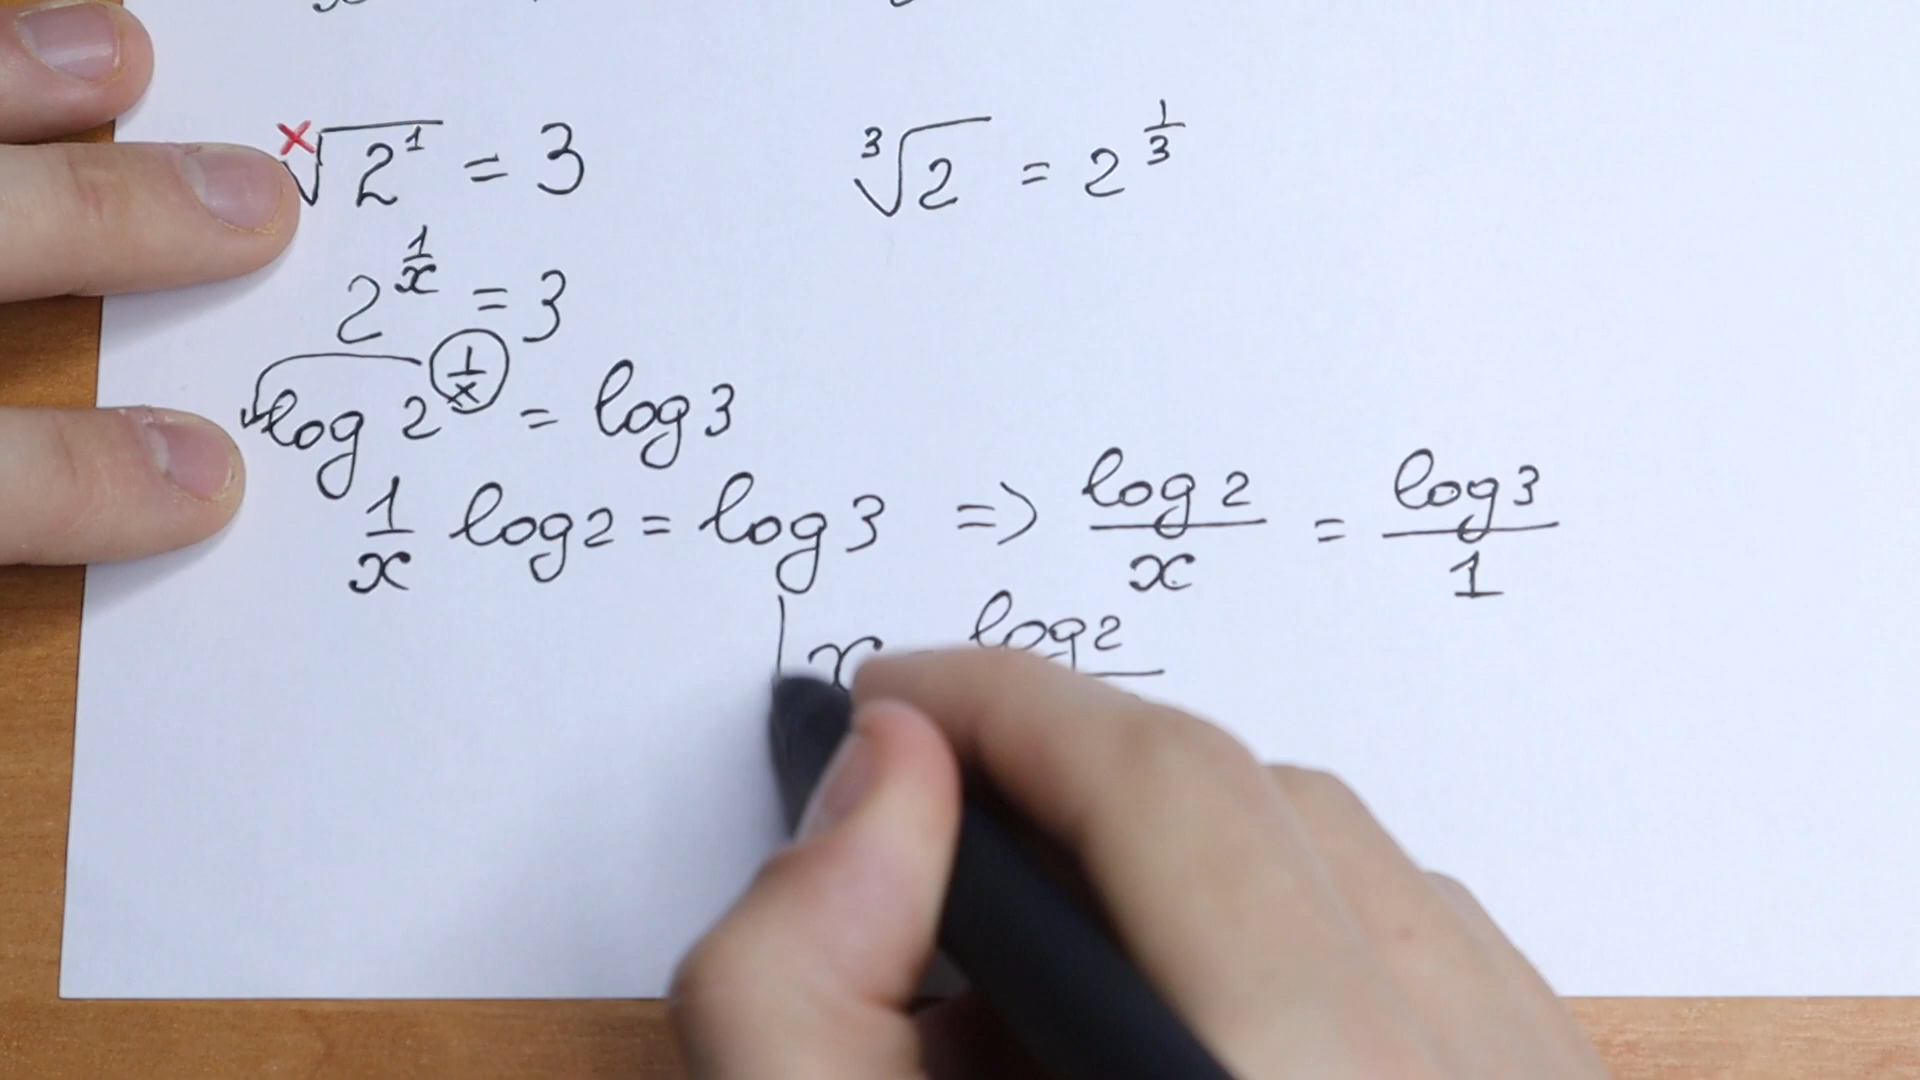 ˣ√2¹ = 3
³√2 = 2^(1/3)
2^(1/x) = 3
log 2^(1/x) = log 3
1/x log 2 = log 3 => log 2/x = log 3/1
x = log 2